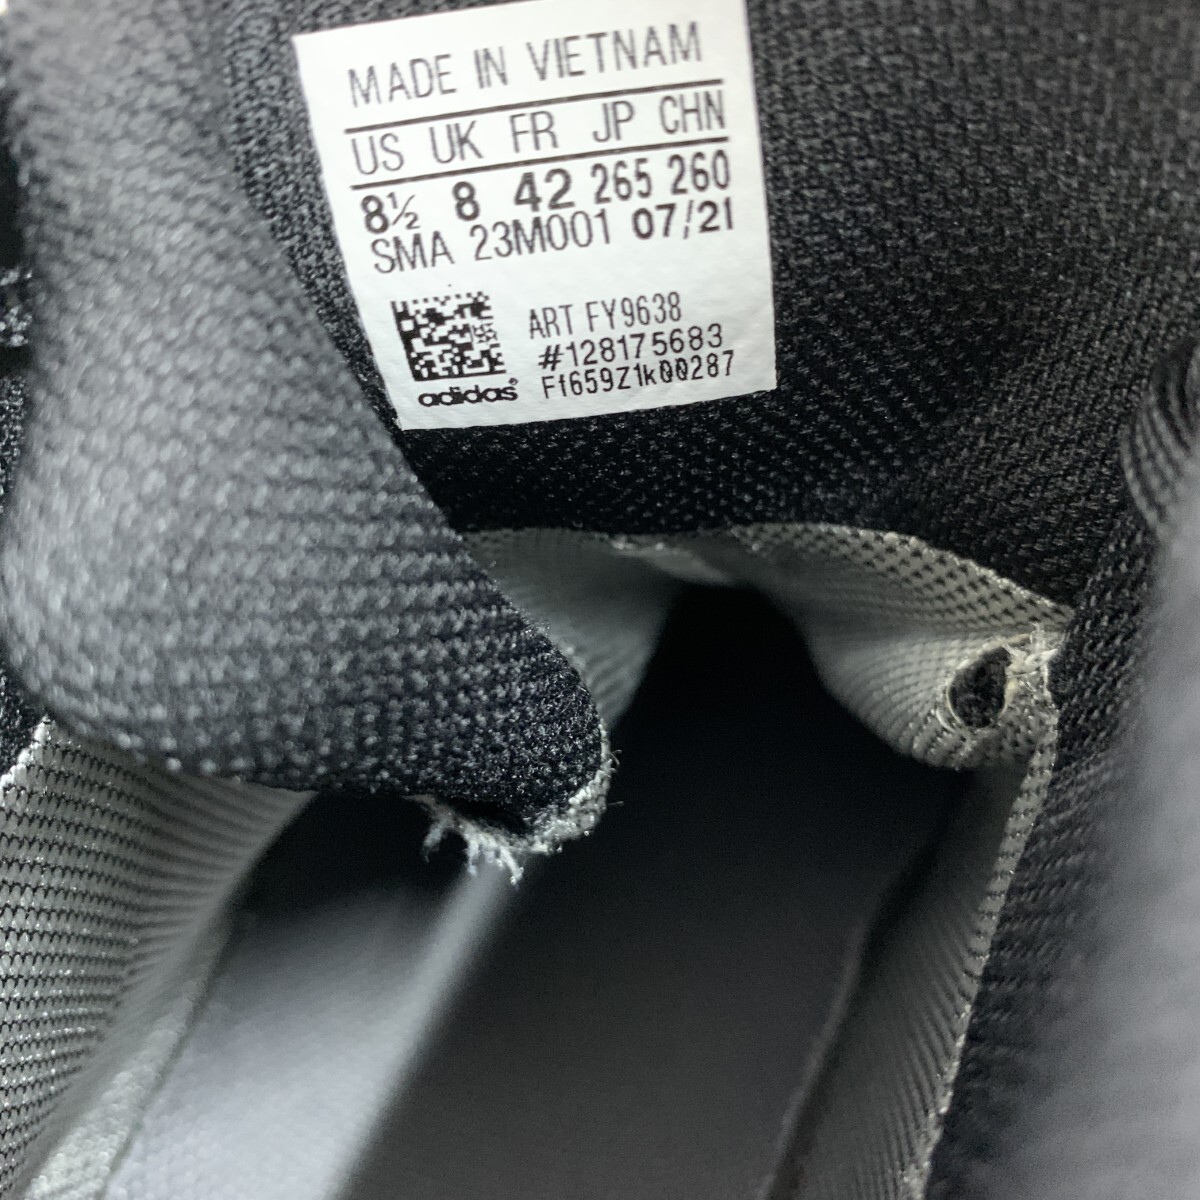 MADE IN VIETNAM
US UK FR JP CHN
8½ 8 42 265 260
SMA 23M001 07/21
ART FY9638
#128175683
adidas® Ff659Z1k00287